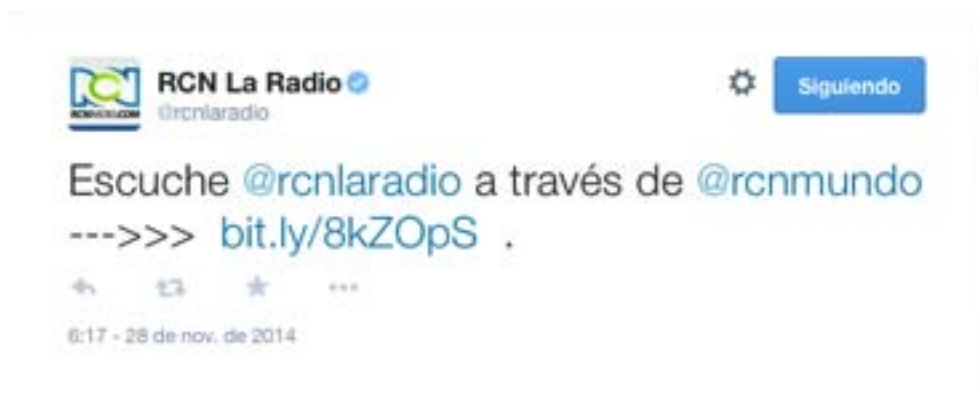 RCN La Radio
@rcnlaradio
Siguiendo
Escuche @rcnlaradio a través de @rcnmundo
--->>> bit.ly/8kZOpS .
6:17 - 28 de nov. de 2014